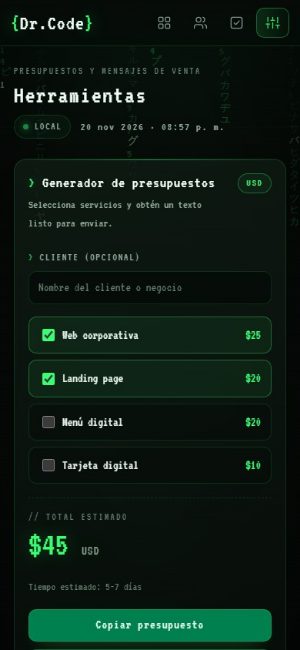 {Dr.Code}
PRESUPUESTOS Y MENSAJES DE VENTA
Herramientas
LOCAL
20 nov 2026 · 08:57 p. m.
❯ Generador de presupuestos
USD
Selecciona servicios y obtén un texto
listo para enviar.
❯ CLIENTE (OPCIONAL)
Nombre del cliente o negocio
Web corporativa $25
Landing page $20
Menú digital $20
Tarjeta digital $10
// TOTAL ESTIMADO
$45 USD
Tiempo estimado: 5-7 días
Copiar presupuesto